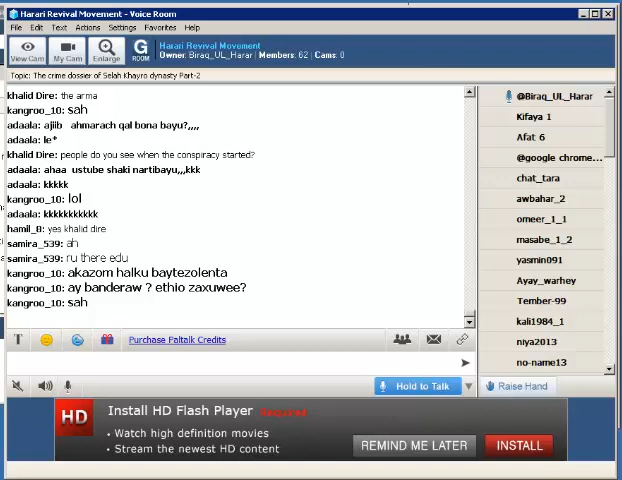 Harari Revival Movement - Voice Room
File Edit Text Actions Settings Favorites Help
View Cam
My Cam
Enlarge
G
ROOM
Harari Revival Movement
Owner: Biraq_UL_Harar | Members: 62 | Cams: 0
Topic: The crime dossier of Selah Khayro dynasty Part-2
khalid Dire: the arma
kangroo_10: sah
adaala: ajiib ahmarach qal bona bayu?,,,,
adaala: le*
khalid Dire: people do you see when the conspiracy started?
adaala: ahaa ustube shaki nartibayu,,,kkk
adaala: kkkkk
kangroo_10: lol
adaala: kkkkkkkkkkk
hamil_8: yes khalid dire
samira_539: ah
samira_539: ru there edu
kangroo_10: akazom halku baytezolenta
kangroo_10: ay banderaw ? ethio zaxuwee?
kangroo_10: sah
@Biraq_UL_Harar
Kifaya 1
Afat 6
@google chrome...
chat_tara
awbahar_2
omeer_1_1
masabe_1_2
yasmin091
Ayay_warhey
Tember-99
kali1984_1
niya2013
no-name13
T
Purchase Paltalk Credits
Hold to Talk
Raise Hand
HD
Install HD Flash Player
• Watch high definition movies
• Stream the newest HD content
REMIND ME LATER
INSTALL